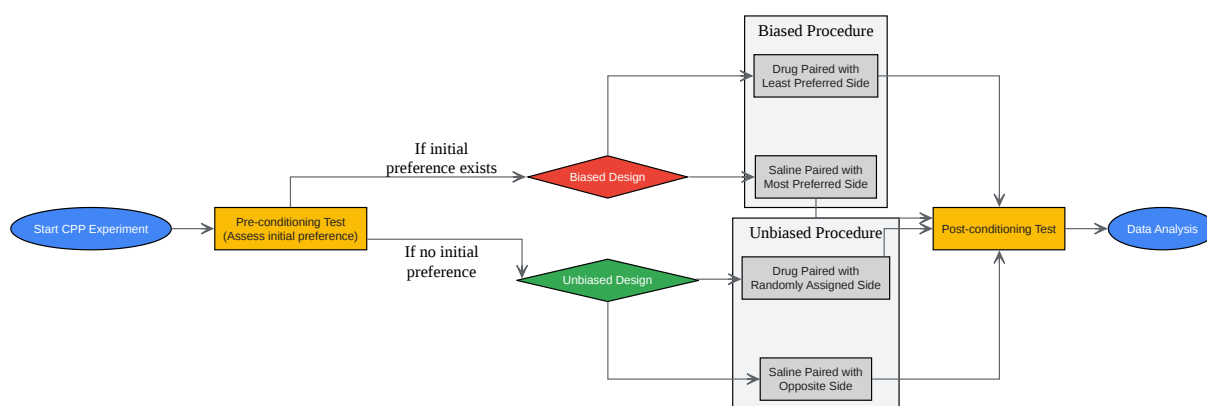 Start CPP Experiment
Pre-conditioning Test
(Assess initial preference)
If initial
preference exists
Biased Design
If no initial
preference
Unbiased Design
Biased Procedure
Drug Paired with
Least Preferred Side
Saline Paired with
Most Preferred Side
Unbiased Procedure
Drug Paired with
Randomly Assigned Side
Saline Paired with
Opposite Side
Post-conditioning Test
Data Analysis